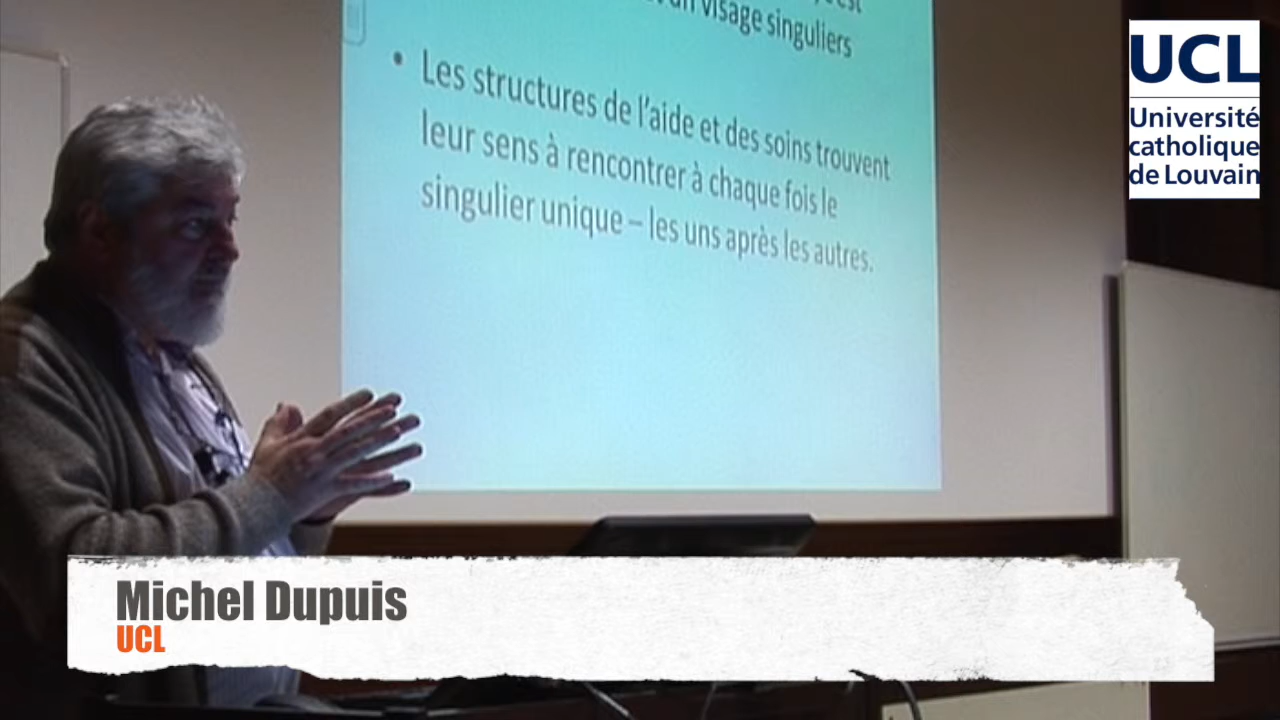 visage singuliers
• Les structures de l'aide et des soins trouvent
leur sens à rencontrer à chaque fois le
singulier unique – les uns après les autres.
UCL
Université
catholique
de Louvain
Michel Dupuis
UCL